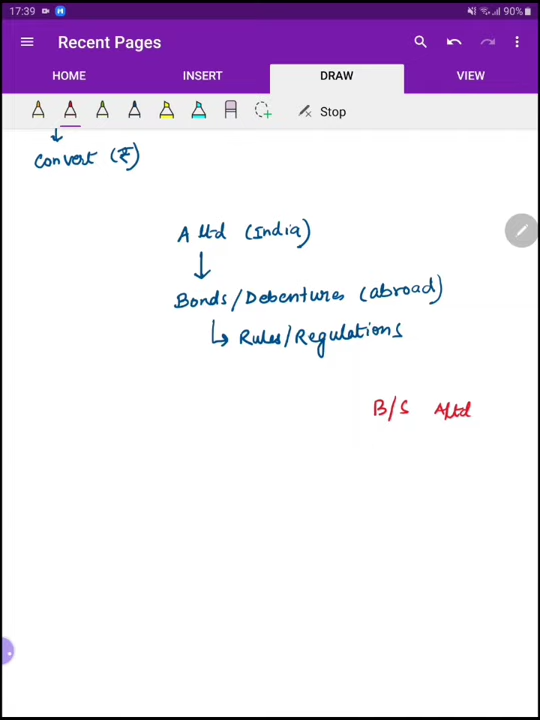 17:39 90%
Recent Pages
HOME INSERT DRAW VIEW
Stop
Convert (₹)
A ltd (India)
↓
Bonds/Debentures (abroad)
↳ Rules/Regulations
B/S A ltd